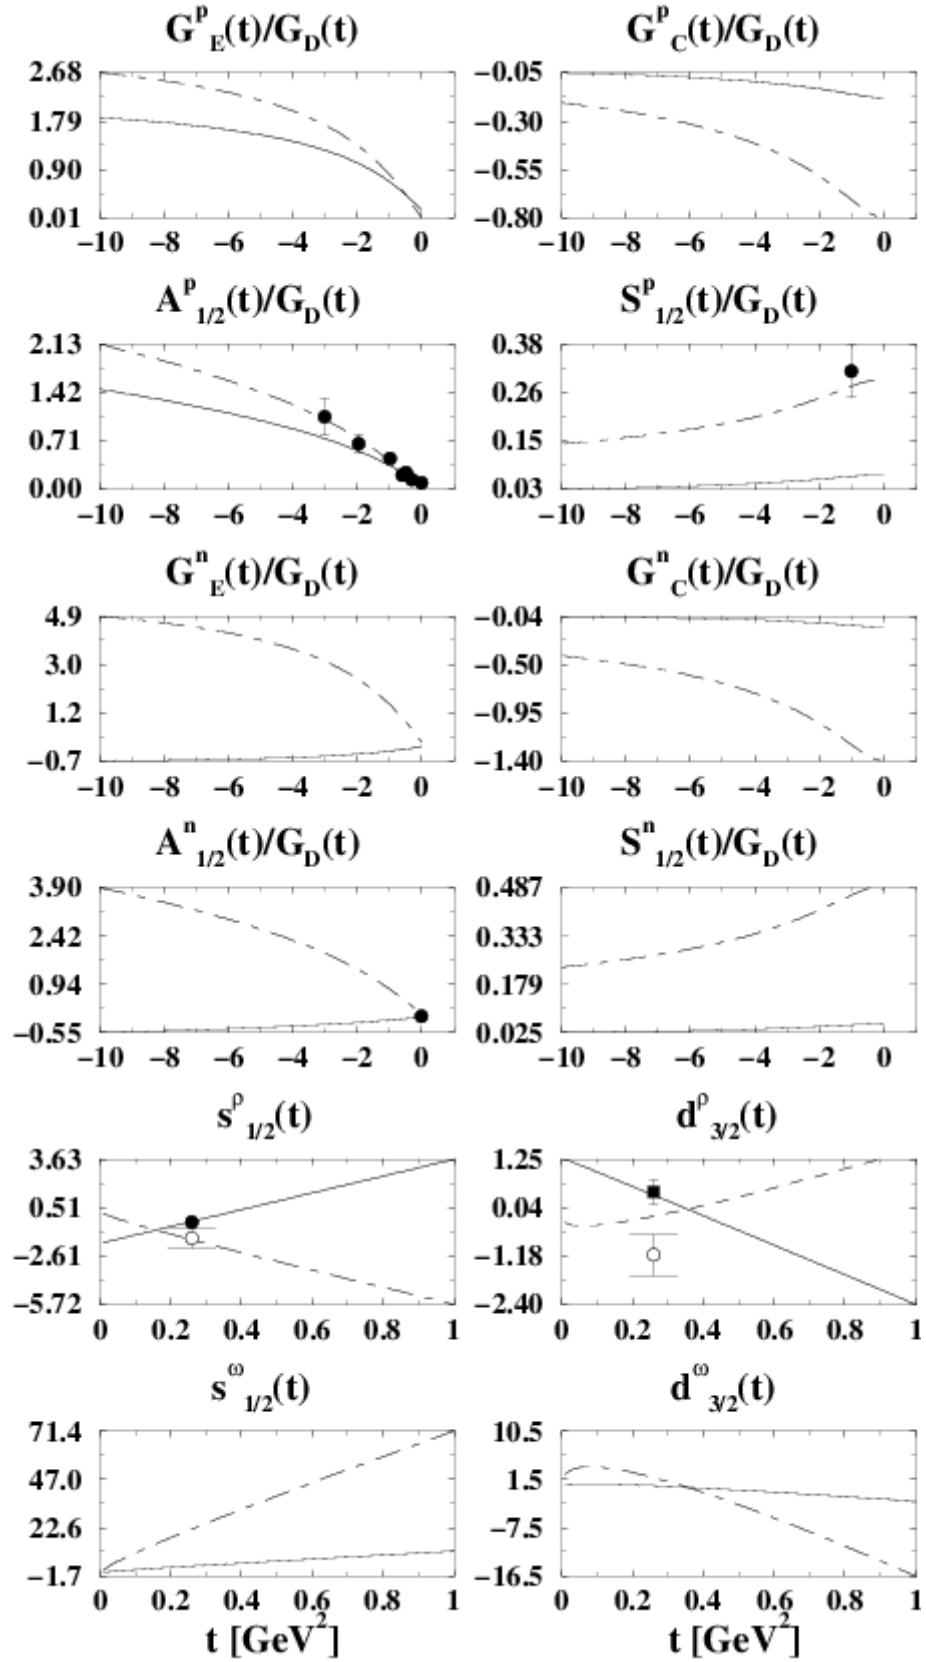 G^p_E(t)/G_D(t) G^p_C(t)/G_D(t)
2.68 1.79 0.90 0.01 -0.05 -0.30 -0.55 -0.80
-10 -8 -6 -4 -2 0 -10 -8 -6 -4 -2 0
A^p_1/2(t)/G_D(t) S^p_1/2(t)/G_D(t)
2.13 1.42 0.71 0.00 0.38 0.26 0.15 0.03
-10 -8 -6 -4 -2 0 -10 -8 -6 -4 -2 0
G^n_E(t)/G_D(t) G^n_C(t)/G_D(t)
4.9 3.0 1.2 -0.7 -0.04 -0.50 -0.95 -1.40
-10 -8 -6 -4 -2 0 -10 -8 -6 -4 -2 0
A^n_1/2(t)/G_D(t) S^n_1/2(t)/G_D(t)
3.90 2.42 0.94 -0.55 0.487 0.333 0.179 0.025
-10 -8 -6 -4 -2 0 -10 -8 -6 -4 -2 0
s^ρ_1/2(t) d^ρ_3/2(t)
3.63 0.51 -2.61 -5.72 1.25 0.04 -1.18 -2.40
0 0.2 0.4 0.6 0.8 1 0 0.2 0.4 0.6 0.8 1
s^ω_1/2(t) d^ω_3/2(t)
71.4 47.0 22.6 -1.7 10.5 1.5 -7.5 -16.5
0 0.2 0.4 0.6 0.8 1 0 0.2 0.4 0.6 0.8 1
t [GeV^2] t [GeV^2]